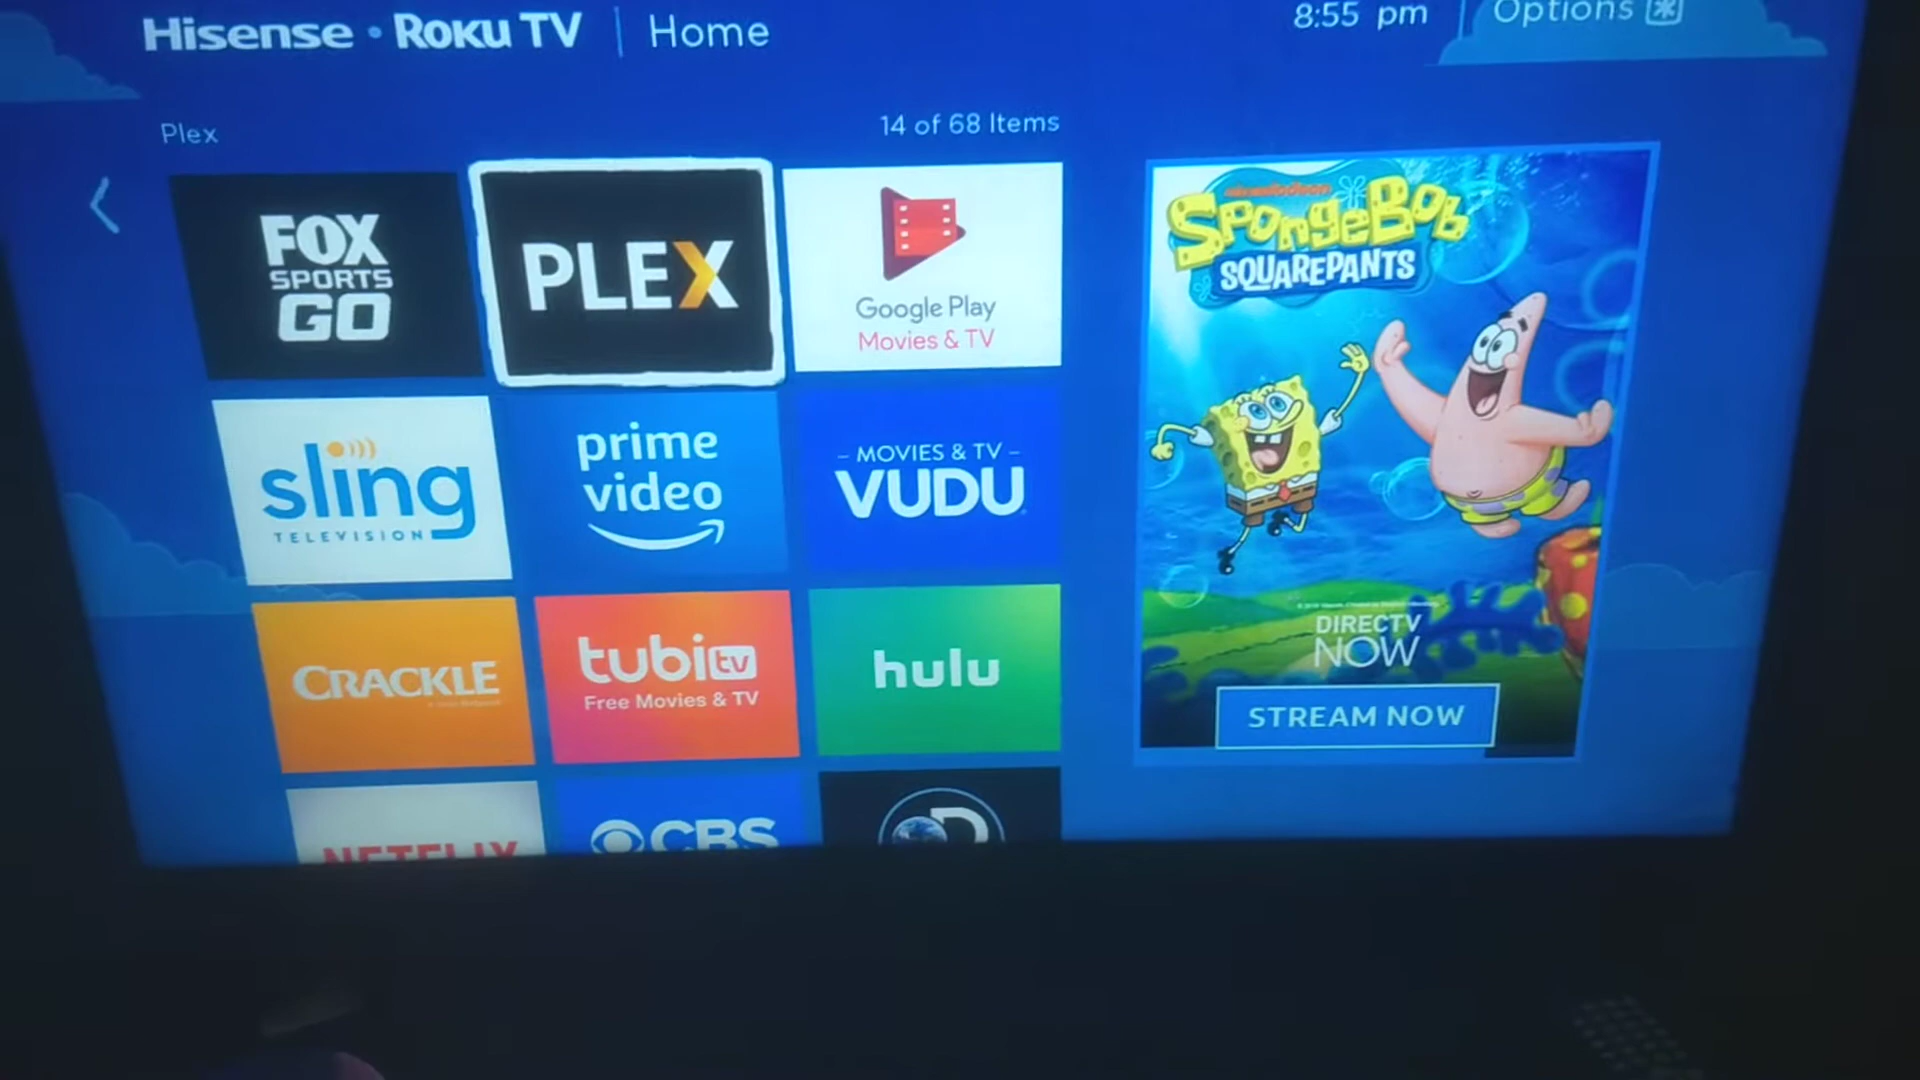 Hisense • Roku TV | Home
8:55 pm
Options
Plex
14 of 68 Items
FOX
SPORTS
GO
PLEX
Google Play
Movies & TV
nickelodeon
SpongeBob
SQUAREPANTS
sling
TELEVISION
prime
video
- MOVIES & TV -
VUDU
CRACKLE
tubi tv
Free Movies & TV
hulu
DIRECTV
NOW
STREAM NOW
NETFLIX
CBS
D